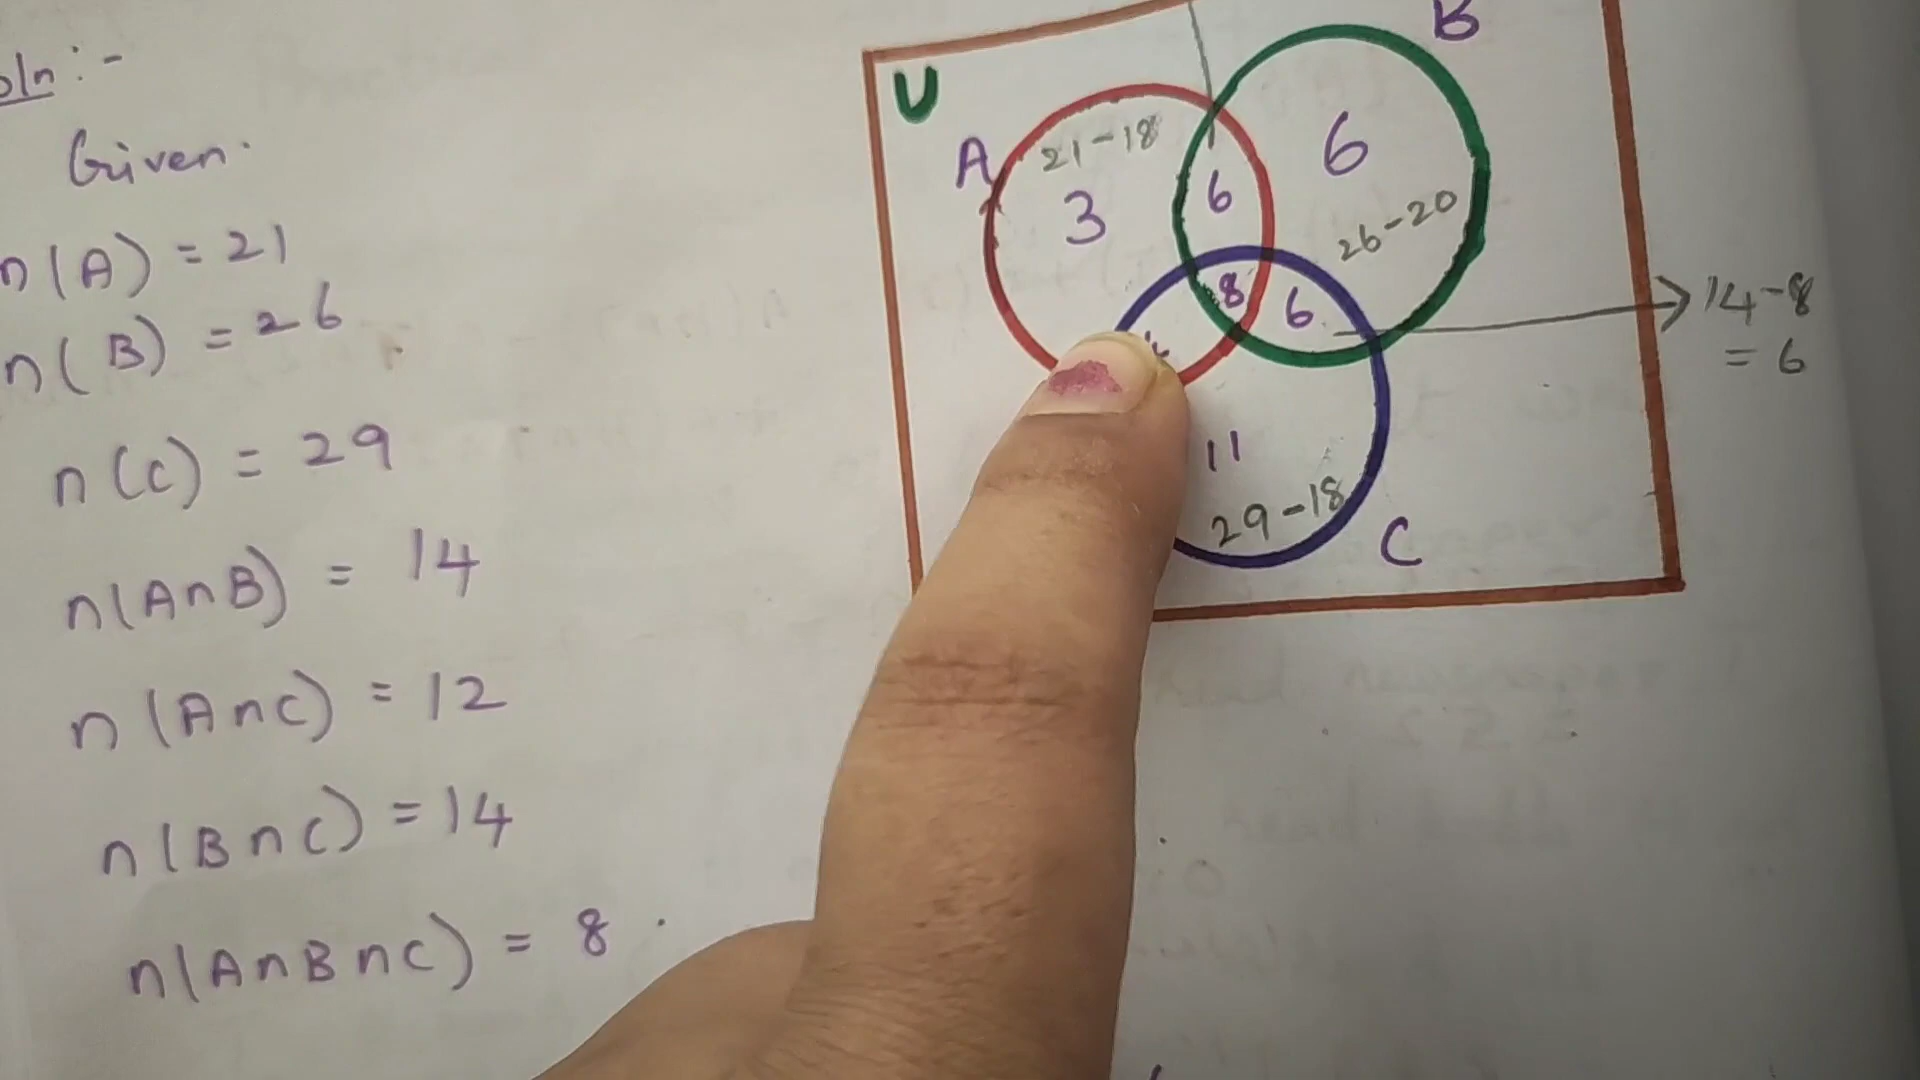 oln :-
Given.
n(A) = 21
n(B) = 26
n(C) = 29
n(A∩B) = 14
n(A∩C) = 12
n(B∩C) = 14
n(A∩B∩C) = 8
U
B
A
21-18
3
6
6
26-20
8
6
14-8
= 6
11
29-18
C